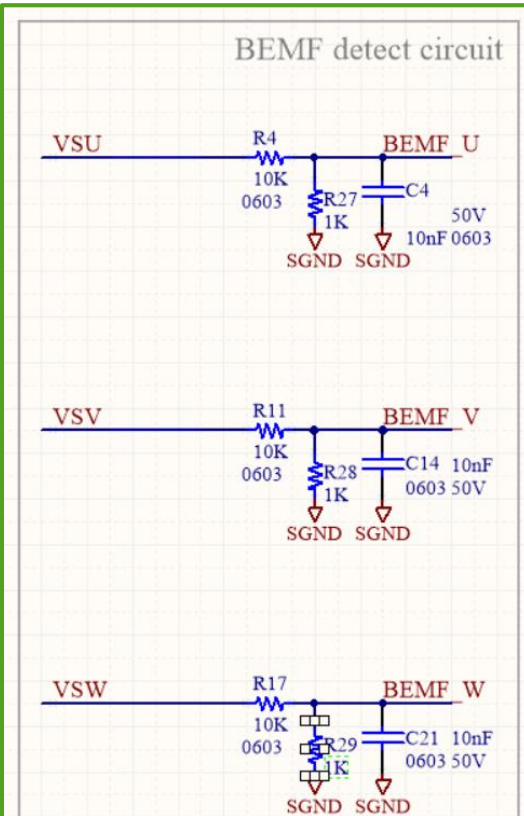 BEMF detect circuit
VSU R4 BEMF_U
10K R27 C4
0603 1K 50V
10nF 0603
SGND SGND
VSV R11 BEMF_V
10K R28 C14 10nF
0603 1K 0603 50V
SGND SGND
VSW R17 BEMF_W
10K R29 C21 10nF
0603 1K 0603 50V
SGND SGND